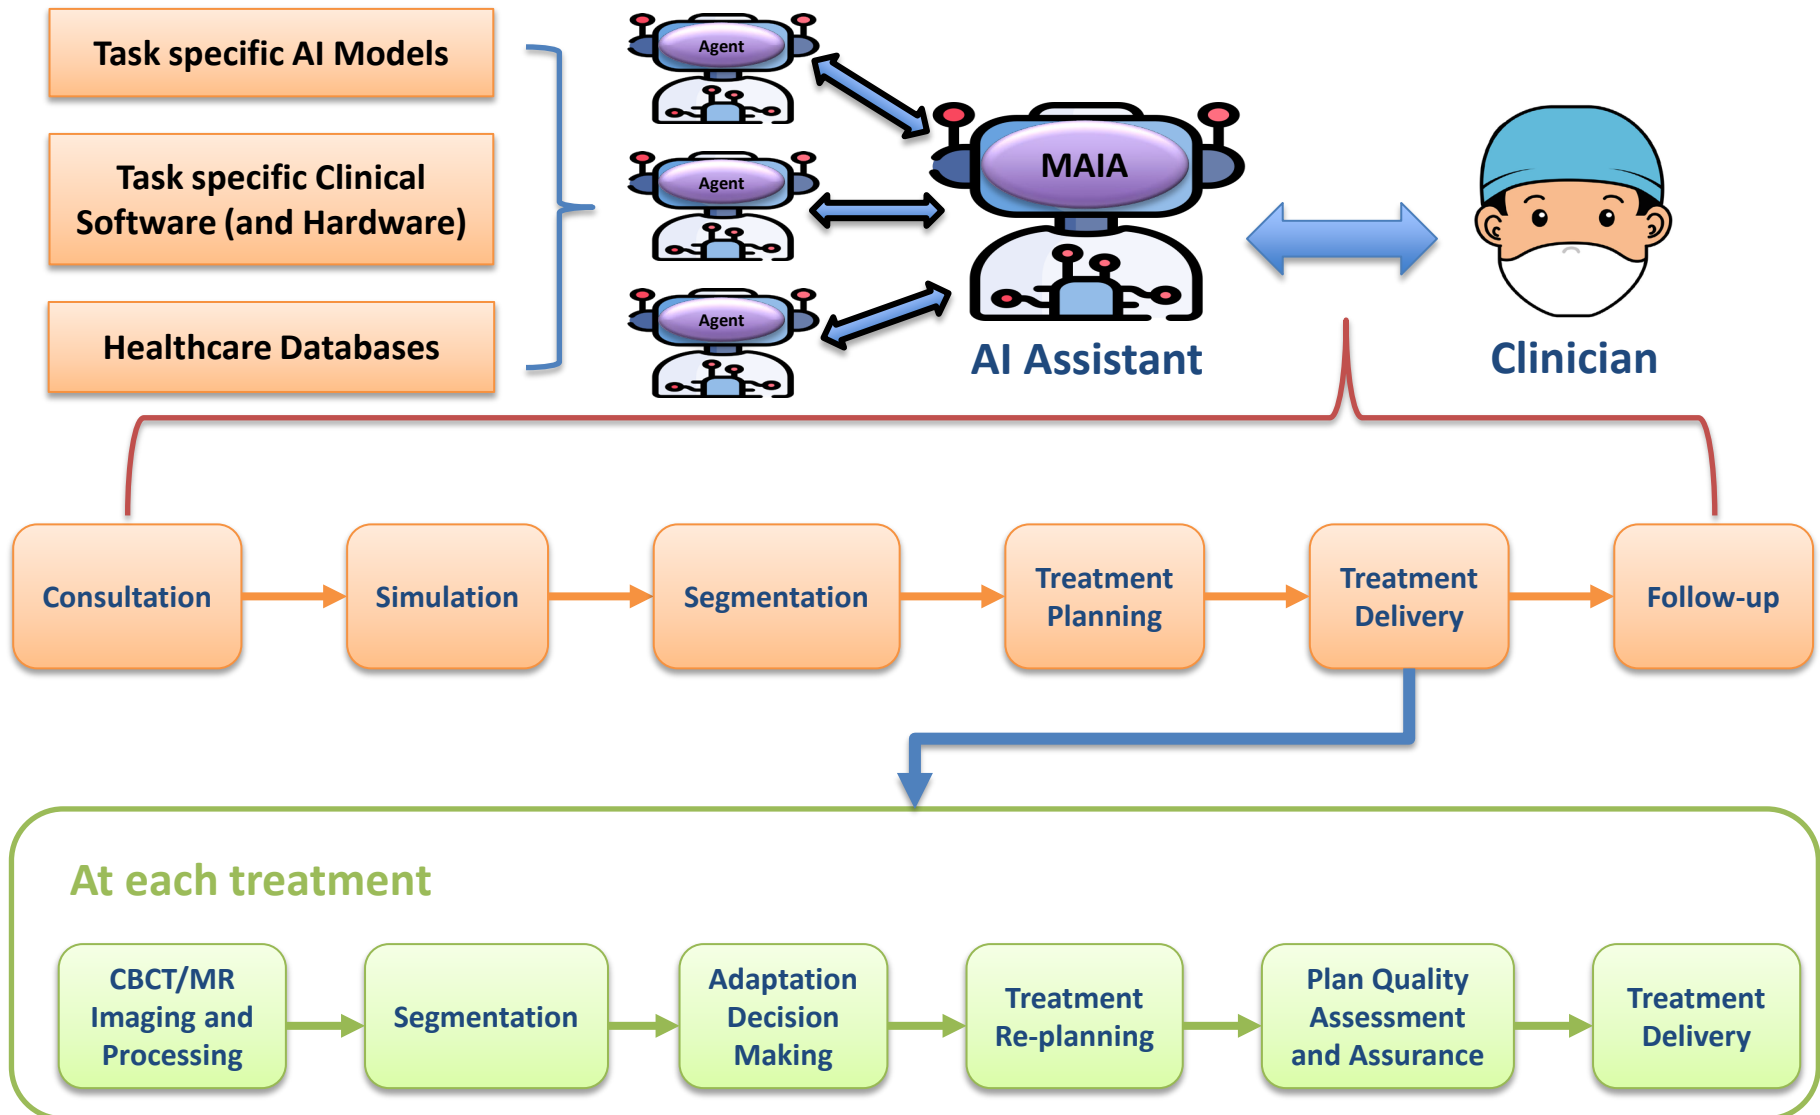 Task specific AI Models
Task specific Clinical
Software (and Hardware)
Healthcare Databases
Agent
Agent
Agent
MAIA
AI Assistant
Clinician
Consultation
Simulation
Segmentation
Treatment
Planning
Treatment
Delivery
Follow-up
At each treatment
CBCT/MR
Imaging and
Processing
Segmentation
Adaptation
Decision
Making
Treatment
Re-planning
Plan Quality
Assessment
and Assurance
Treatment
Delivery